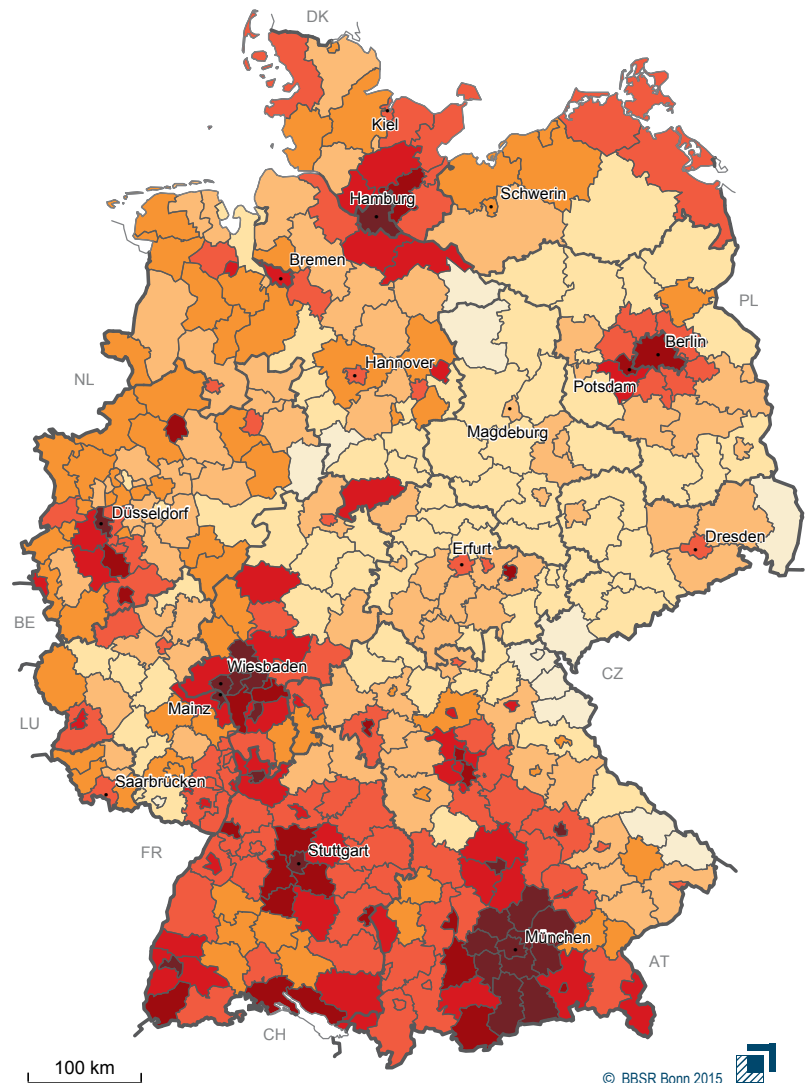 DK
Kiel
Hamburg
Schwerin
Bremen
PL
Berlin
Hannover
NL
Potsdam
Magdeburg
Düsseldorf
Dresden
Erfurt
BE
Wiesbaden
CZ
Mainz
LU
Saarbrücken
FR
Stuttgart
München
AT
CH
100 km
© BBSR Bonn 2015